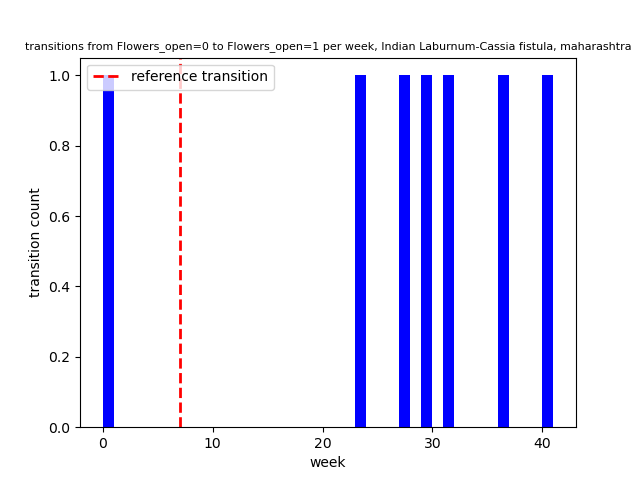 transitions from Flowers_open=0 to Flowers_open=1 per week, Indian Laburnum-Cassia fistula, maharashtra
reference transition
1.0
0.8
0.6
0.4
0.2
0.0
transition count
0 10 20 30 40
week